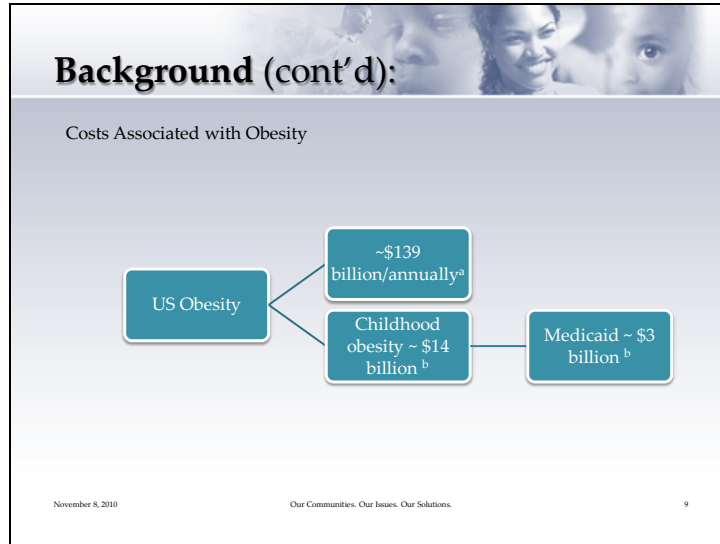 Background (cont’d):
Costs Associated with Obesity
US Obesity
~$139
billion/annuallyᵃ
Childhood
obesity ~ $14
billion ᵇ
Medicaid ~ $3
billion ᵇ
November 8, 2010
Our Communities. Our Issues. Our Solutions.
9